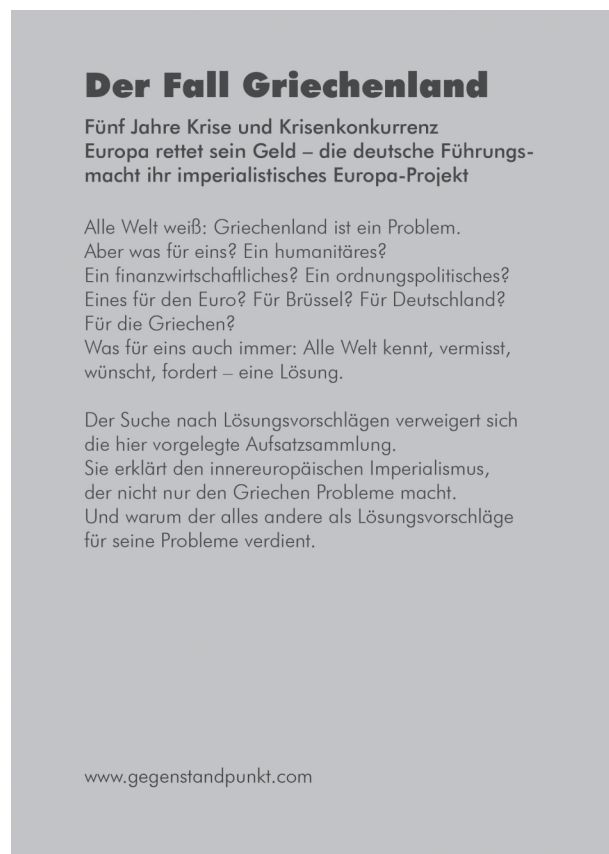 Der Fall Griechenland
Fünf Jahre Krise und Krisenkonkurrenz
Europa rettet sein Geld – die deutsche Führungs-
macht ihr imperialistisches Europa-Projekt
Alle Welt weiß: Griechenland ist ein Problem.
Aber was für eins? Ein humanitäres?
Ein finanzwirtschaftliches? Ein ordnungspolitisches?
Eines für den Euro? Für Brüssel? Für Deutschland?
Für die Griechen?
Was für eins auch immer: Alle Welt kennt, vermisst,
wünscht, fordert – eine Lösung.
Der Suche nach Lösungsvorschlägen verweigert sich
die hier vorgelegte Aufsatzsammlung.
Sie erklärt den innereuropäischen Imperialismus,
der nicht nur den Griechen Probleme macht.
Und warum der alles andere als Lösungsvorschläge
für seine Probleme verdient.
www.gegenstandpunkt.com